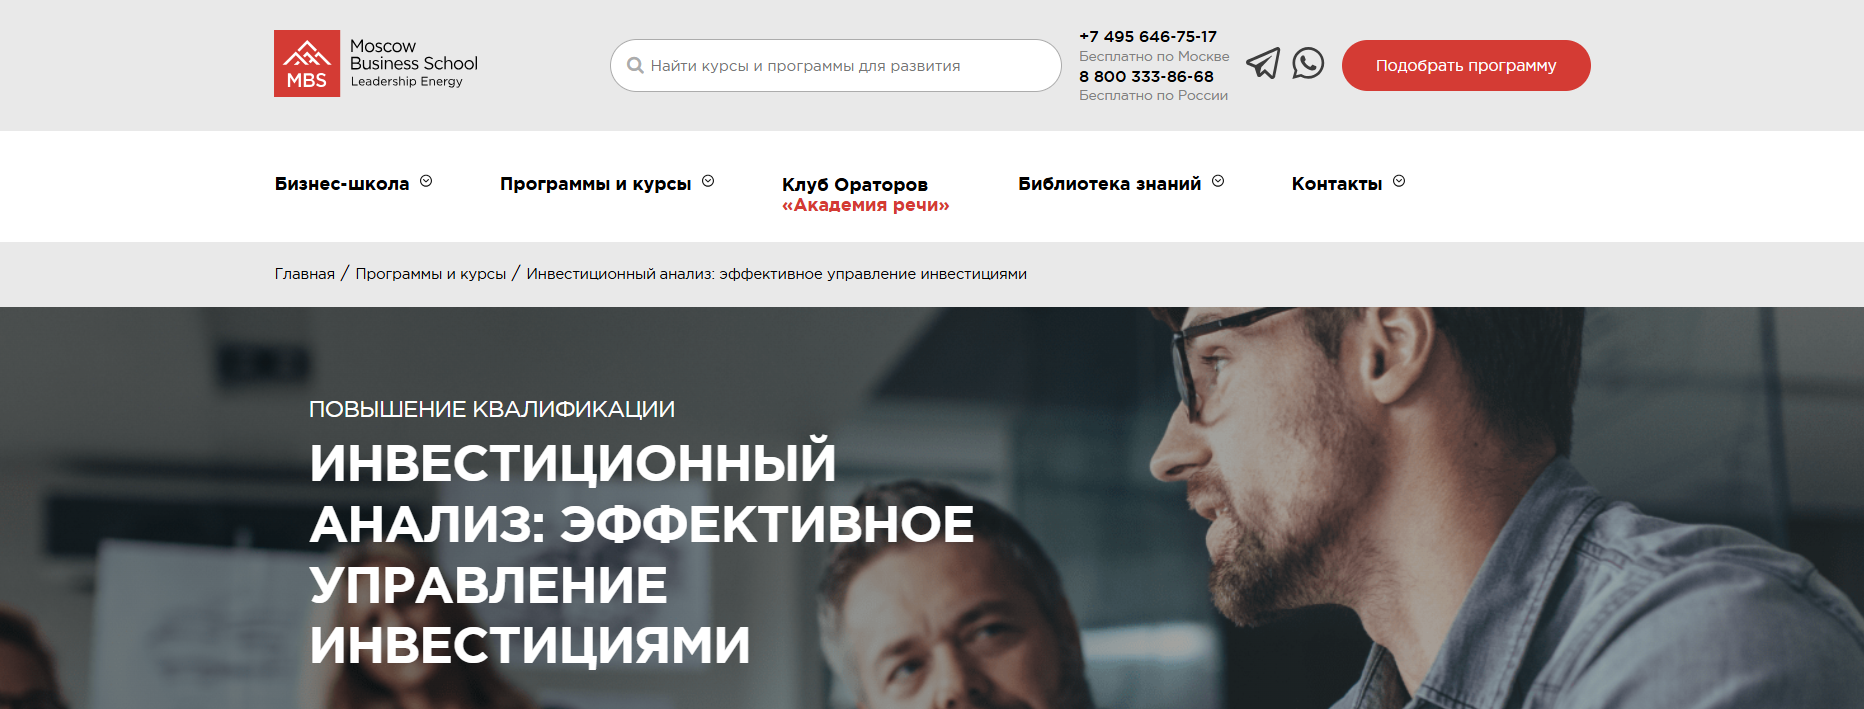 MBS
Moscow
Business School
Leadership Energy
Найти курсы и программы для развития
+7 495 646-75-17
Бесплатно по Москве
8 800 333-86-68
Бесплатно по России
Подобрать программу
Бизнес-школа
Программы и курсы
Клуб Ораторов
«Академия речи»
Библиотека знаний
Контакты
Главная / Программы и курсы / Инвестиционный анализ: эффективное управление инвестициями
ПОВЫШЕНИЕ КВАЛИФИКАЦИИ
ИНВЕСТИЦИОННЫЙ
АНАЛИЗ: ЭФФЕКТИВНОЕ
УПРАВЛЕНИЕ
ИНВЕСТИЦИЯМИ